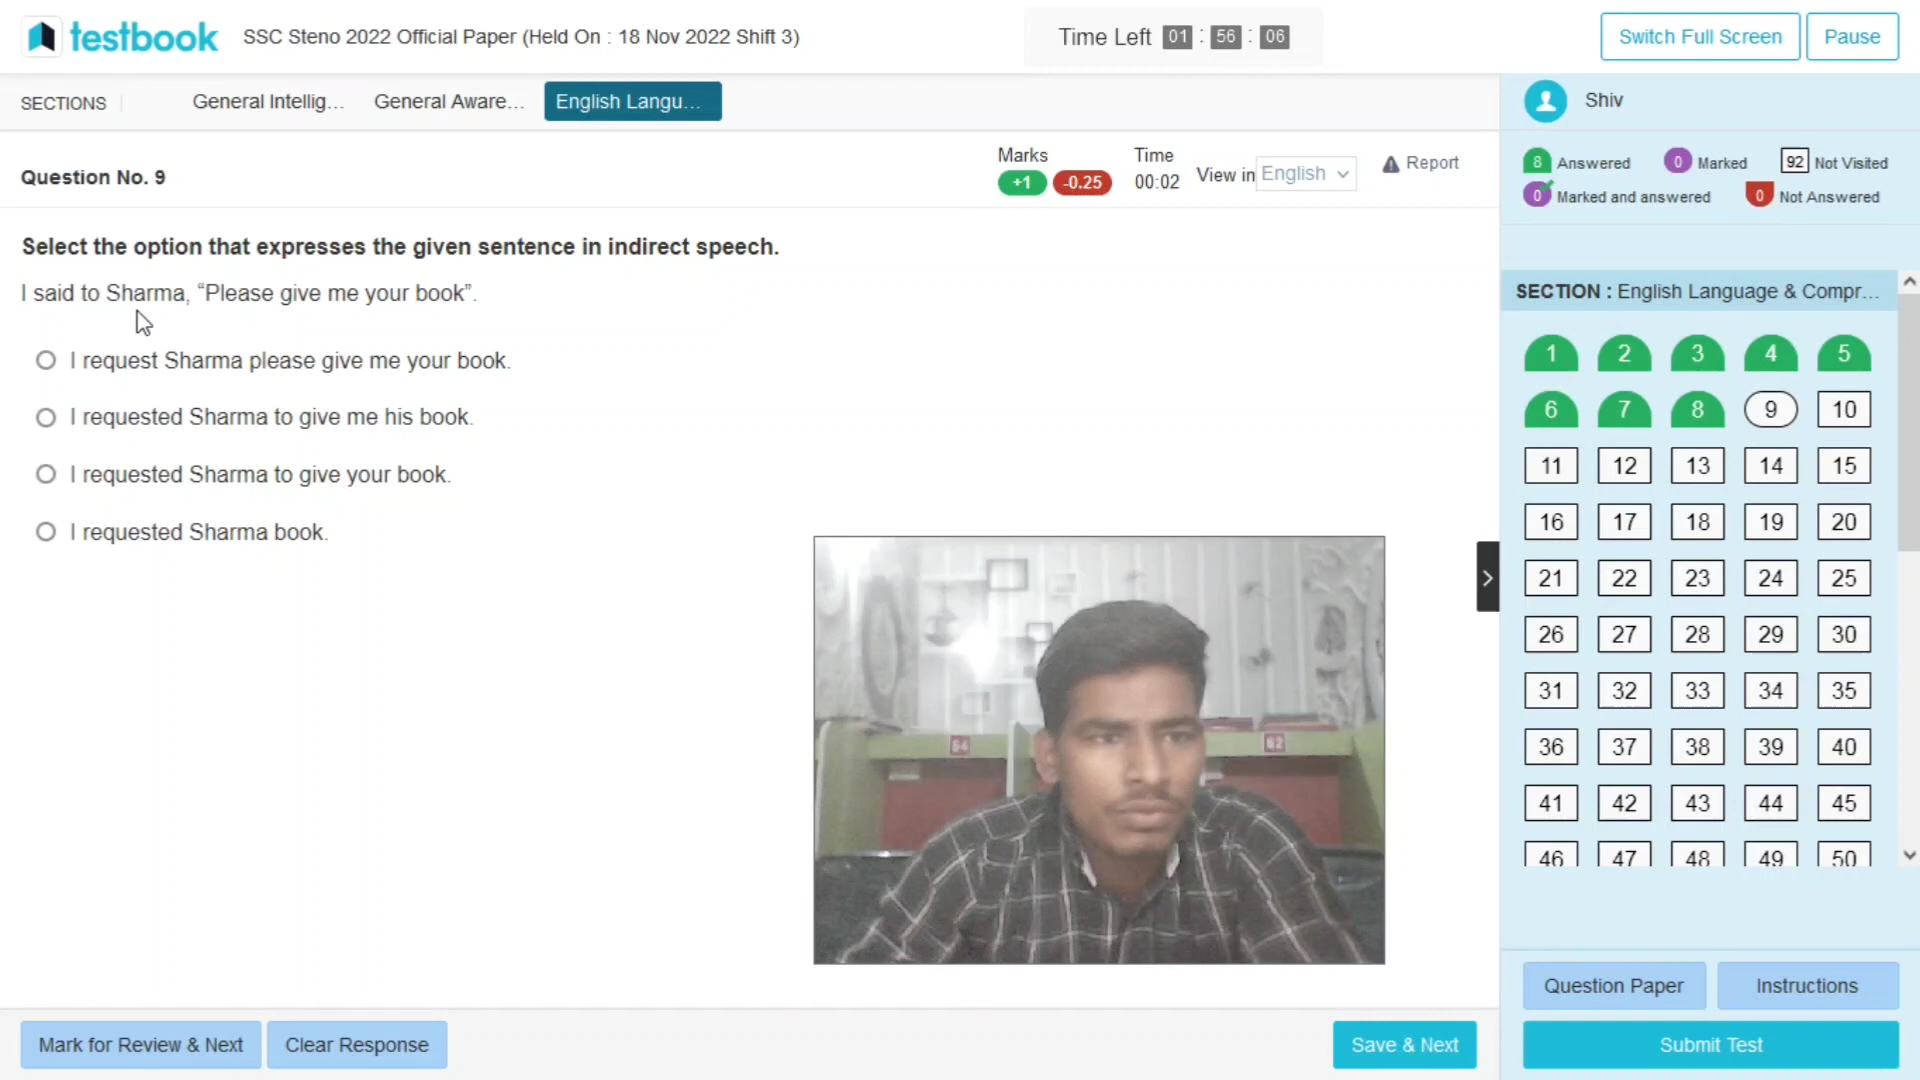 testbook SSC Steno 2022 Official Paper (Held On : 18 Nov 2022 Shift 3) Time Left 01 : 56 : 06 Switch Full Screen Pause
SECTIONS General Intellig... General Aware... English Langu...
Shiv
Question No. 9
Marks
+1 -0.25
Time
00:02
View in English
Report
8 Answered 0 Marked 92 Not Visited
0 Marked and answered 0 Not Answered
Select the option that expresses the given sentence in indirect speech.
I said to Sharma, “Please give me your book”.
I request Sharma please give me your book.
I requested Sharma to give me his book.
I requested Sharma to give your book.
I requested Sharma book.
64 62
SECTION : English Language & Compr...
1 2 3 4 5
6 7 8 9 10
11 12 13 14 15
16 17 18 19 20
21 22 23 24 25
26 27 28 29 30
31 32 33 34 35
36 37 38 39 40
41 42 43 44 45
46 47 48 49 50
Question Paper Instructions
Mark for Review & Next Clear Response Save & Next Submit Test